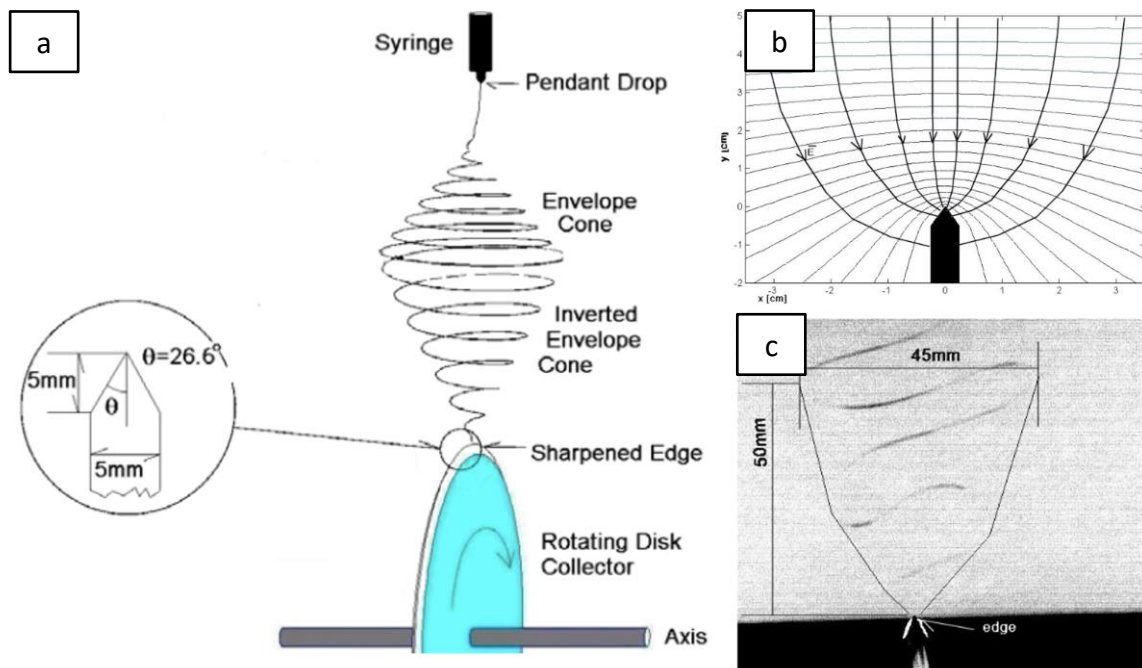 a
Syringe
Pendant Drop
Envelope
Cone
Inverted
Envelope
Cone
θ=26.6°
5mm
θ
5mm
Sharpened Edge
Rotating Disk
Collector
Axis
b
5
4
3
2
1
0
-1
-2
y [cm]
|E|
-3
-2
-1
0
1
2
3
x [cm]
c
45mm
50mm
edge